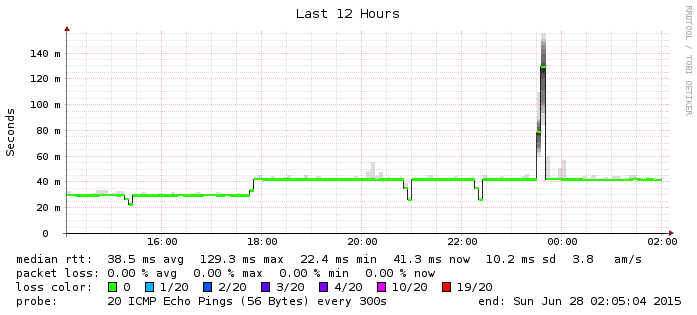 Last 12 Hours
RRDTOOL / TOBI OETIKER
Seconds
140 m
120 m
100 m
80 m
60 m
40 m
20 m
0
16:00 18:00 20:00 22:00 00:00 02:00
median rtt: 38.5 ms avg 129.3 ms max 22.4 ms min 41.3 ms now 10.2 ms sd 3.8 am/s
packet loss: 0.00 % avg 0.00 % max 0.00 % min 0.00 % now
loss color: 0 1/20 2/20 3/20 4/20 10/20 19/20
probe: 20 ICMP Echo Pings (56 Bytes) every 300s end: Sun Jun 28 02:05:04 2015